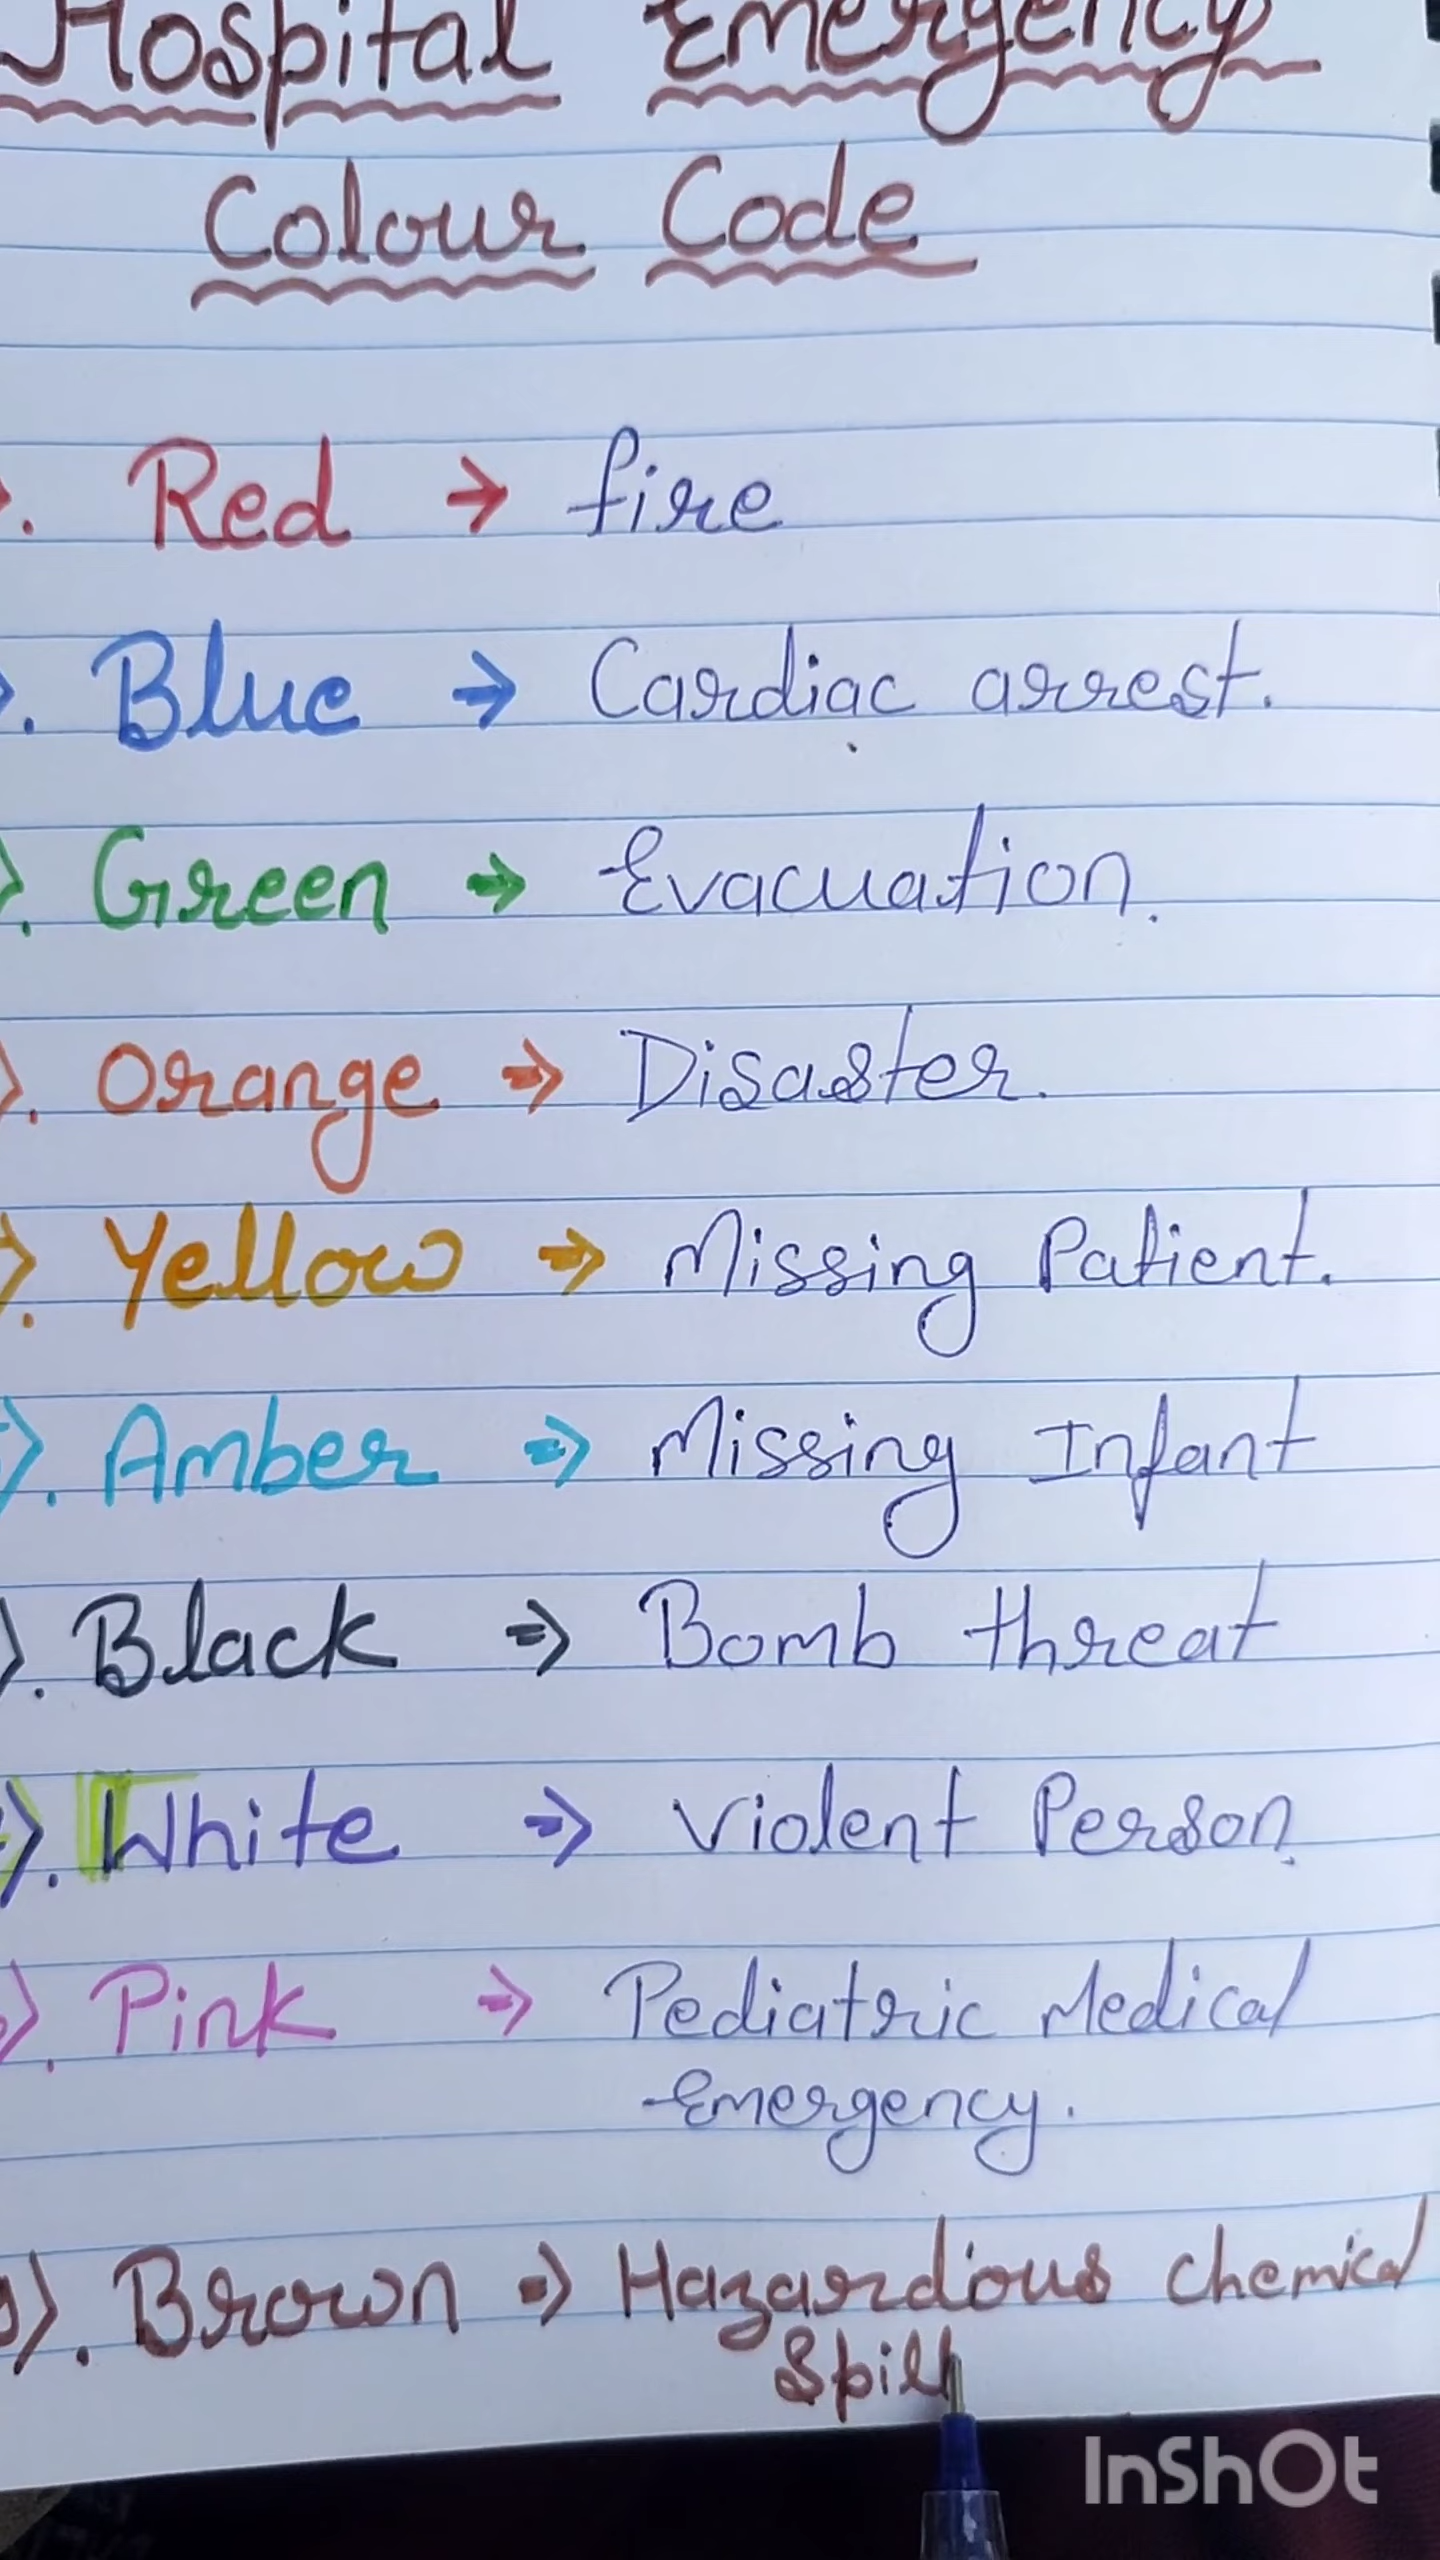 Hospital Emergency
Colour Code
. Red → fire
. Blue → Cardiac arrest.
. Green → Evacuation.
). Orange ⇒ Disaster.
). Yellow ⇒ Missing Patient.
). Amber ⇒ Missing Infant
). Black ⇒ Bomb threat
). White ⇒ Violent Person.
). Pink ⇒ Pediatric Medical
Emergency.
). Brown ⇒ Hazardious chemical
Spill
InShOt